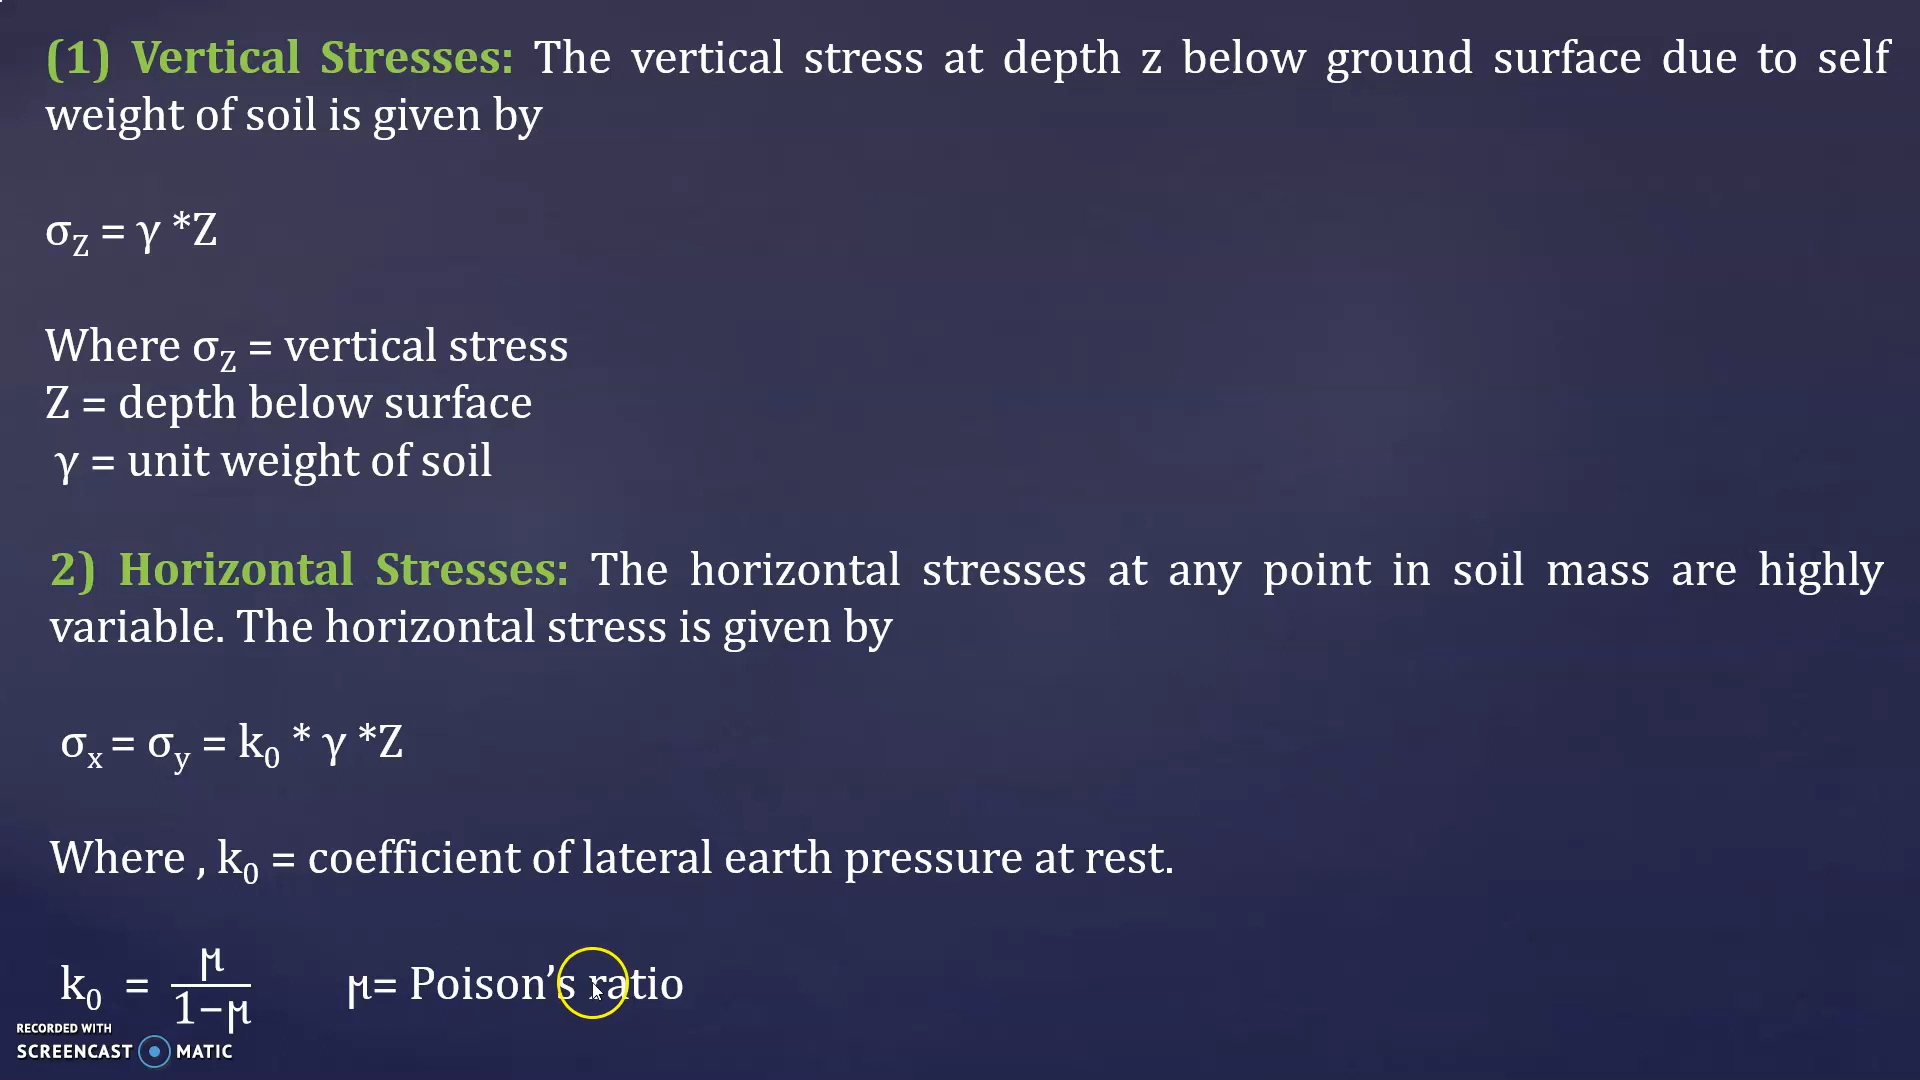 (1) Vertical Stresses: The vertical stress at depth z below ground surface due to self
weight of soil is given by
σZ = γ *Z
Where σZ = vertical stress
Z = depth below surface
γ = unit weight of soil
2) Horizontal Stresses: The horizontal stresses at any point in soil mass are highly
variable. The horizontal stress is given by
σx = σy = k0 * γ *Z
Where , k0 = coefficient of lateral earth pressure at rest.
k0 = μ/1−μ μ= Poison’s ratio
RECORDED WITH
SCREENCAST MATIC